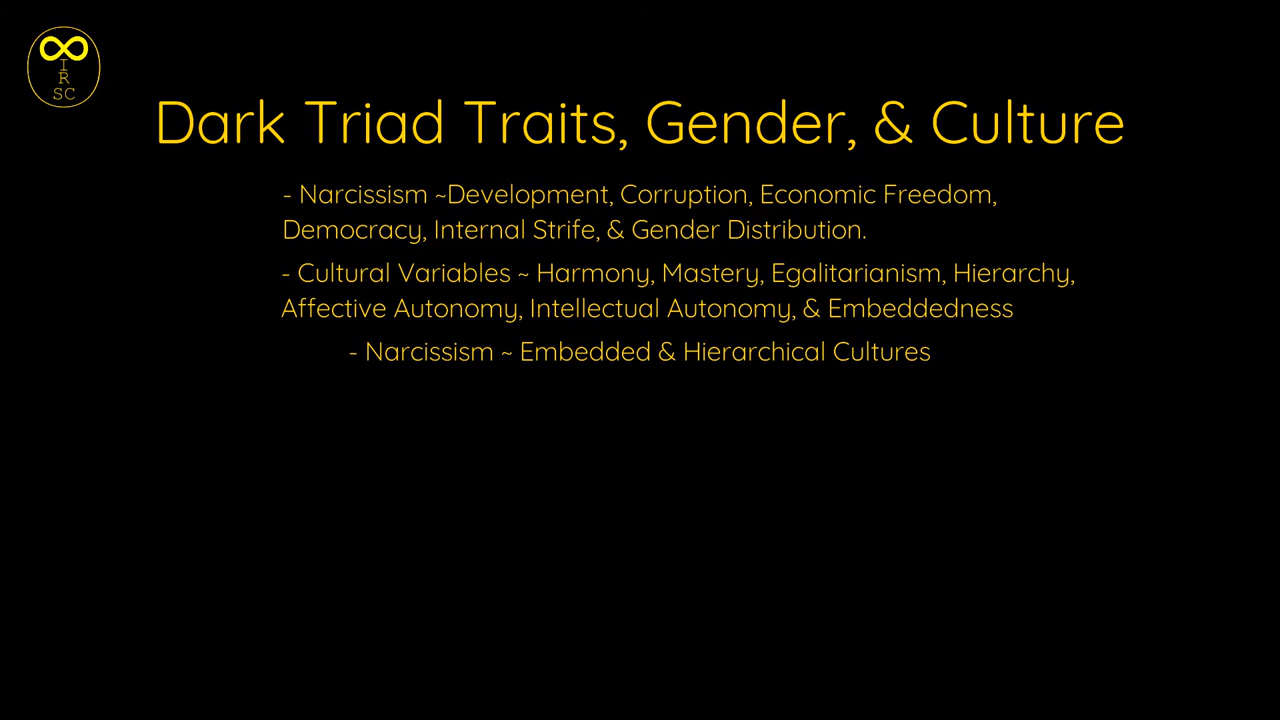 ∞
I
R
SC
Dark Triad Traits, Gender, & Culture
- Narcissism ~Development, Corruption, Economic Freedom,
Democracy, Internal Strife, & Gender Distribution.
- Cultural Variables ~ Harmony, Mastery, Egalitarianism, Hierarchy,
Affective Autonomy, Intellectual Autonomy, & Embeddedness
- Narcissism ~ Embedded & Hierarchical Cultures